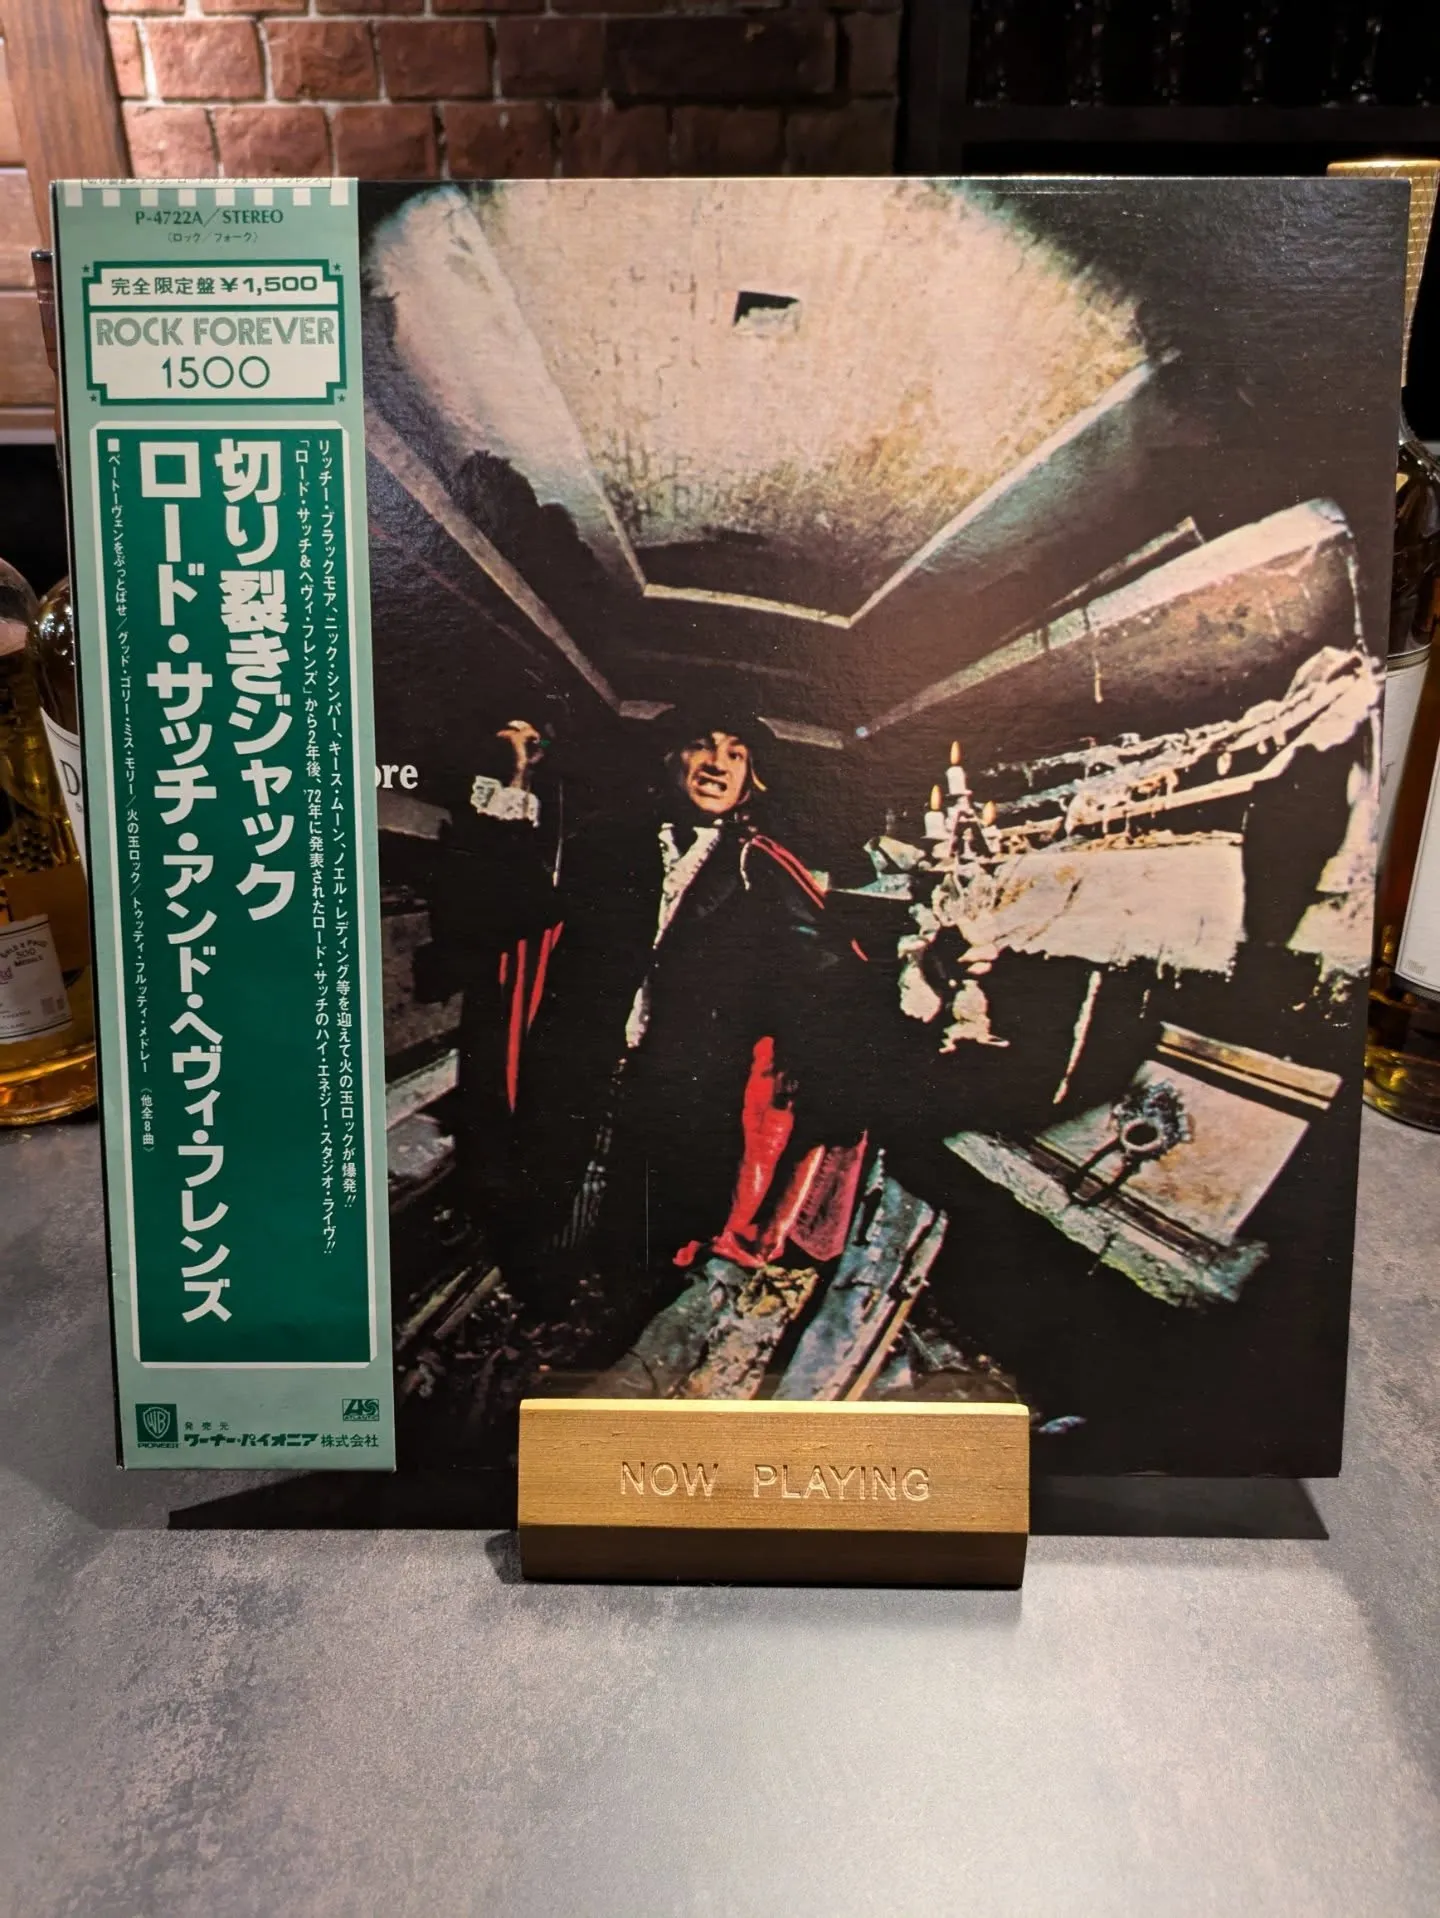 P-4722A/STEREO
（ロック/フォーク）
完全限定盤¥1,500
ROCK FOREVER
1500
リッチー・ブラックモア、ニック・シンパー、キース・ムーン、ノエル・レディング等を迎えて火の玉ロックが爆発!!
「ロード・サッチ&ヘヴィ・フレンズ」から2年後、'72年に発表されたロード・サッチのハイ・エネジー・スタジオ・ライヴ!!
切り裂きジャック
ロード・サッチ・アンド・ヘヴィ・フレンズ
■ベートーヴェンをぶっとばせ/グッド・ゴリー・ミス・モリー/火の玉ロック/トゥッティ・フルッティ・メドレー（他全8曲）
WB
PIONEER
発売元
ワーナー・パイオニア株式会社
ATLANTIC
ore
NOW PLAYING